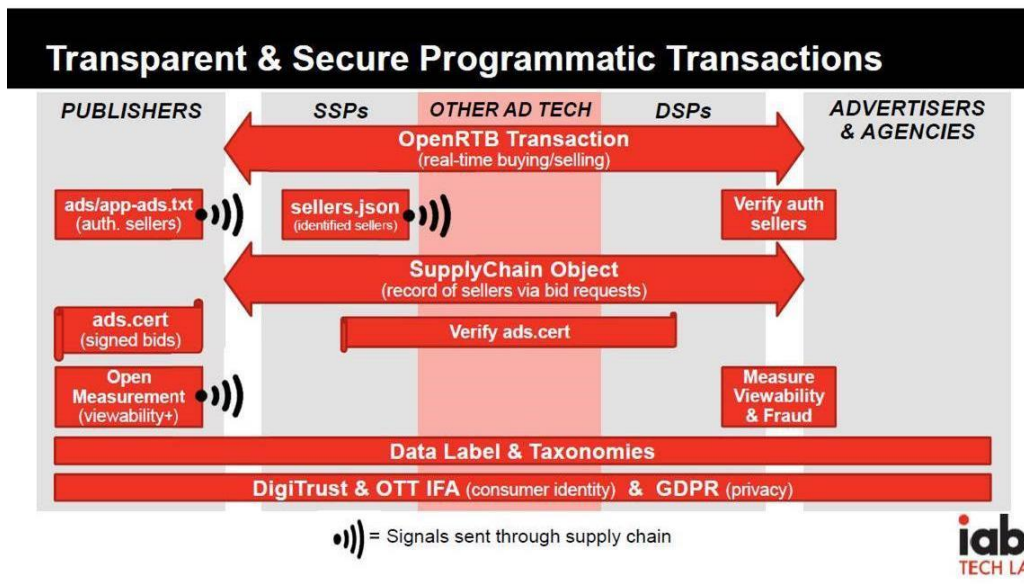 Transparent & Secure Programmatic Transactions
PUBLISHERS
SSPs
OTHER AD TECH
DSPs
ADVERTISERS
& AGENCIES
OpenRTB Transaction
(real-time buying/selling)
ads/app-ads.txt
(auth. sellers)
sellers.json
(identified sellers)
Verify auth
sellers
SupplyChain Object
(record of sellers via bid requests)
ads.cert
(signed bids)
Verify ads.cert
Open
Measurement
(viewability+)
Measure
Viewability
& Fraud
Data Label & Taxonomies
DigiTrust & OTT IFA (consumer identity) & GDPR (privacy)
= Signals sent through supply chain
iab
TECH LA